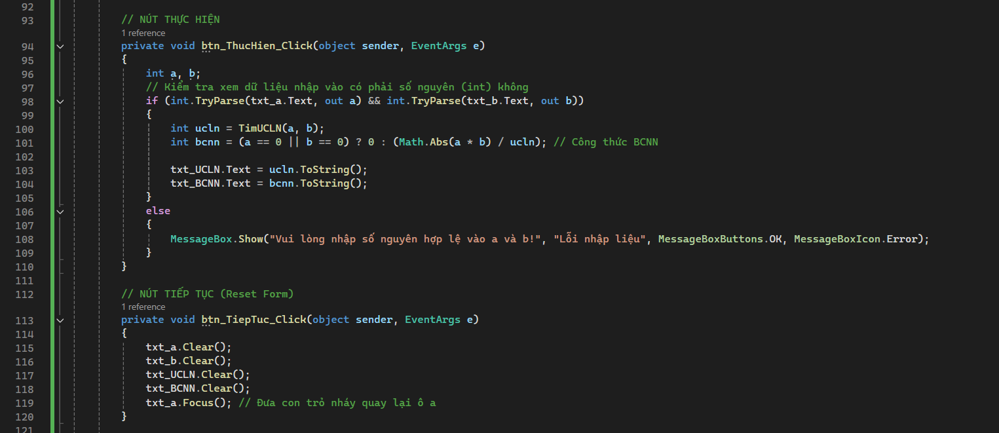 92
93 // NÚT THỰC HIỆN
1 reference
94 private void btn_ThucHien_Click(object sender, EventArgs e)
95 {
96 int a, b;
97 // Kiểm tra xem dữ liệu nhập vào có phải số nguyên (int) không
98 if (int.TryParse(txt_a.Text, out a) && int.TryParse(txt_b.Text, out b))
99 {
100 int ucln = TimUCLN(a, b);
101 int bcnn = (a == 0 || b == 0) ? 0 : (Math.Abs(a * b) / ucln); // Công thức BCNN
102
103 txt_UCLN.Text = ucln.ToString();
104 txt_BCNN.Text = bcnn.ToString();
105 }
106 else
107 {
108 MessageBox.Show("Vui lòng nhập số nguyên hợp lệ vào a và b!", "Lỗi nhập liệu", MessageBoxButtons.OK, MessageBoxIcon.Error);
109 }
110 }
111
112 // NÚT TIẾP TỤC (Reset Form)
1 reference
113 private void btn_TiepTuc_Click(object sender, EventArgs e)
114 {
115 txt_a.Clear();
116 txt_b.Clear();
117 txt_UCLN.Clear();
118 txt_BCNN.Clear();
119 txt_a.Focus(); // Đưa con trỏ nháy quay lại ô a
120 }
121